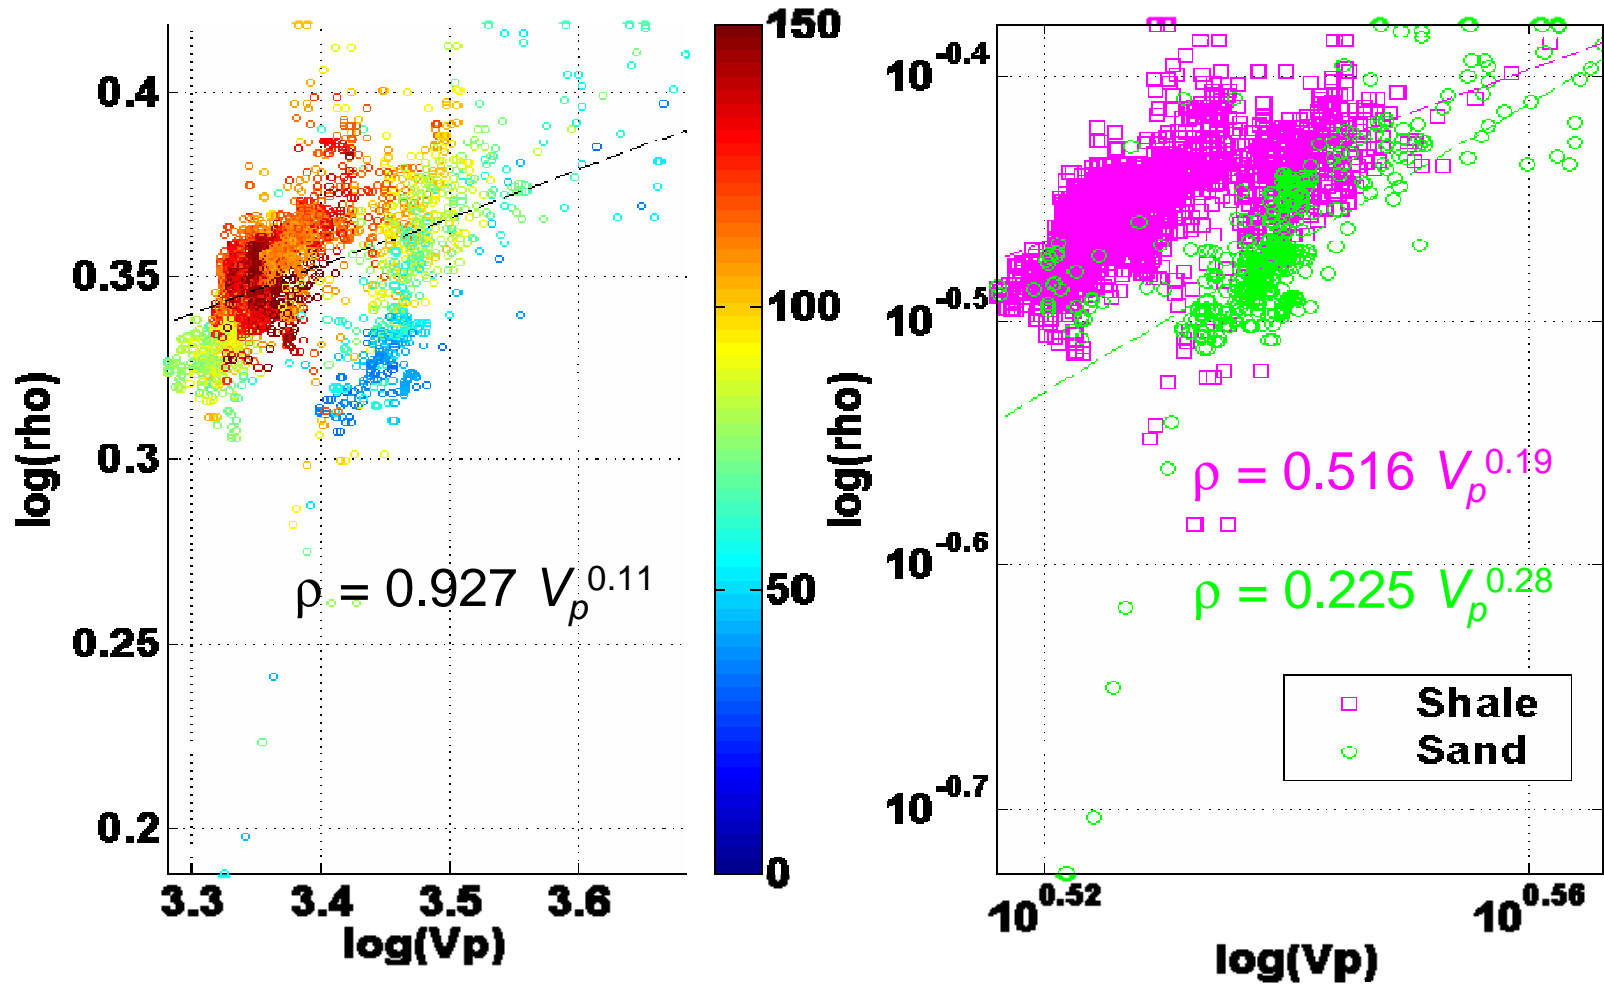 0.4
0.35
0.3
0.25
0.2
log(rho)
3.3 3.4 3.5 3.6
log(Vp)
ρ = 0.927 Vp^0.11
150
100
50
0
10^-0.4
10^-0.5
10^-0.6
10^-0.7
log(rho)
10^0.52 10^0.56
log(Vp)
ρ = 0.516 Vp^0.19
ρ = 0.225 Vp^0.28
Shale
Sand